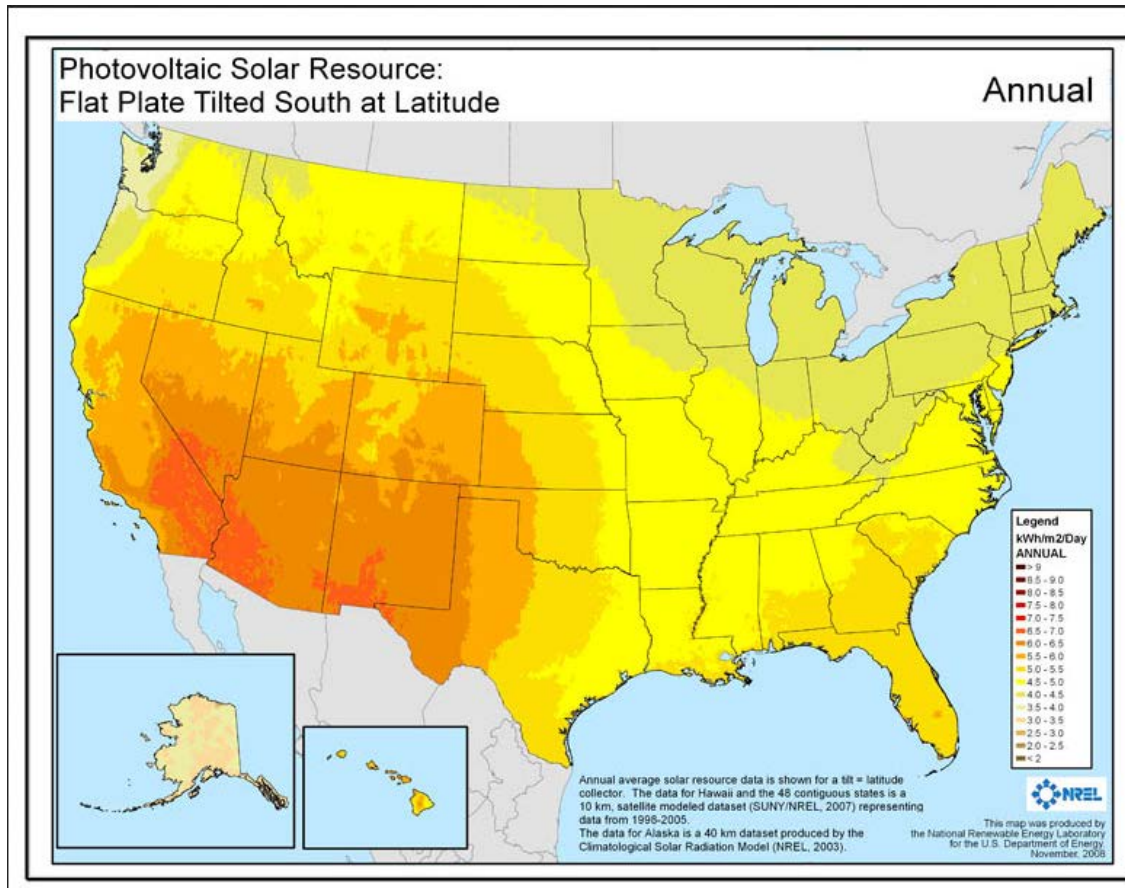 Photovoltaic Solar Resource:
Flat Plate Tilted South at Latitude
Annual
Legend
kWh/m2/Day
ANNUAL
> 9
8.5 - 9.0
8.0 - 8.5
7.5 - 8.0
7.0 - 7.5
6.5 - 7.0
6.0 - 6.5
5.5 - 6.0
5.0 - 5.5
4.5 - 5.0
4.0 - 4.5
3.5 - 4.0
3.0 - 3.5
2.5 - 3.0
2.0 - 2.5
< 2
Annual average solar resource data is shown for a tilt = latitude
collector. The data for Hawaii and the 48 contiguous states is a
10 km, satellite modeled dataset (SUNY/NREL, 2007) representing
data from 1998-2005.
The data for Alaska is a 40 km dataset produced by the
Climatological Solar Radiation Model (NREL, 2003).
NREL
This map was produced by
the National Renewable Energy Laboratory
for the U.S. Department of Energy.
November, 2008